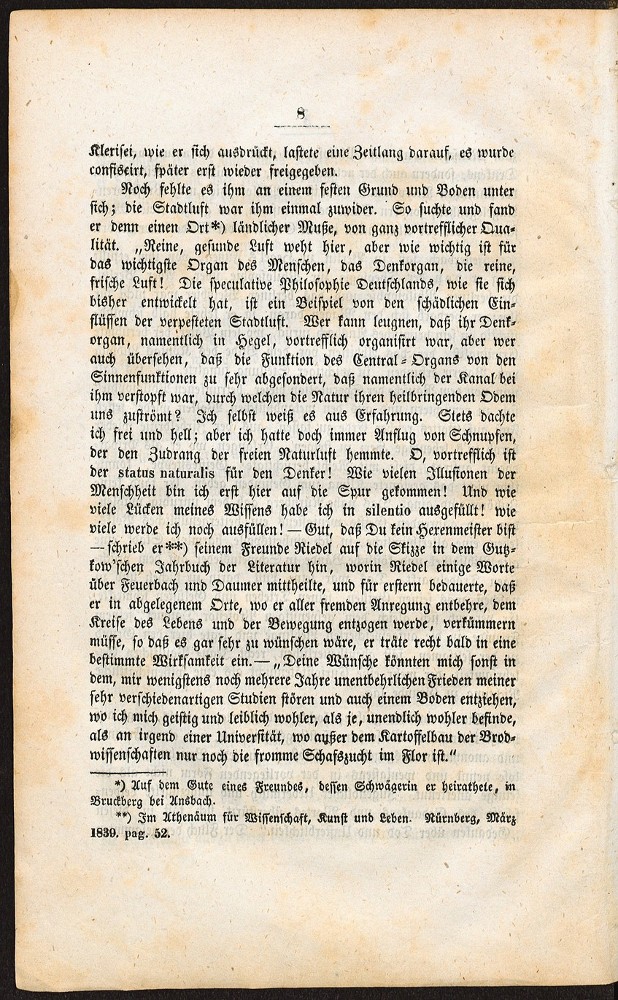 8
Klerisei, wie er sich ausdrückt, lastete eine Zeitlang darauf, es wurde
confiscirt, später erst wieder freigegeben.
Noch fehlte es ihm an einem festen Grund und Boden unter
sich; die Stadtluft war ihm einmal zuwider. So suchte und fand
er denn einen Ort*) ländlicher Muße, von ganz vortrefflicher Qua-
lität. „Reine, gesunde Luft weht hier, aber wie wichtig ist für
das wichtigste Organ des Menschen, das Denkorgan, die reine,
frische Luft! Die speculative Philosophie Deutschlands, wie sie sich
bisher entwickelt hat, ist ein Beispiel von den schädlichen Ein-
flüssen der verpesteten Stadtluft. Wer kann leugnen, daß ihr Denk-
organ, namentlich in Hegel, vortrefflich organisirt war, aber wer
auch übersehen, daß die Funktion des Central-Organs von den
Sinnenfunktionen zu sehr abgesondert, daß namentlich der Kanal bei
ihm verstopft war, durch welchen die Natur ihren heilbringenden Odem
uns zuströmt? Ich selbst weiß es aus Erfahrung. Stets dachte
ich frei und hell; aber ich hatte doch immer Anflug von Schnupfen,
der den Zudrang der freien Naturluft hemmte. O, vortrefflich ist
der status naturalis für den Denker! Wie vielen Illusionen der
Menschheit bin ich erst hier auf die Spur gekommen! Und wie
viele Lücken meines Wissens habe ich in silentio ausgefüllt! wie
viele werde ich noch ausfüllen! — Gut, daß Du kein Hexenmeister bist
— schrieb er**) seinem Freunde Riedel auf die Skizze in dem Gutz-
kow'schen Jahrbuch der Literatur hin, worin Riedel einige Worte
über Feuerbach und Daumer mittheilte, und für erstern bedauerte, daß
er in abgelegenem Orte, wo er aller fremden Anregung entbehre, dem
Kreise des Lebens und der Bewegung entzogen werde, verkümmern
müsse, so daß es gar sehr zu wünschen wäre, er träte recht bald in eine
bestimmte Wirksamkeit ein. — „Deine Wünsche könnten mich sonst in
dem, mir wenigstens noch mehrere Jahre unentbehrlichen Frieden meiner
sehr verschiedenartigen Studien stören und auch einem Boden entziehen,
wo ich mich geistig und leiblich wohler, als je, unendlich wohler befinde,
als an irgend einer Universität, wo außer dem Kartoffelbau der Brod-
wissenschaften nur noch die fromme Schafszucht im Flor ist."
*) Auf dem Gute eines Freundes, dessen Schwägerin er heirathete, in
Bruckberg bei Ansbach.
**) Im Athenäum für Wissenschaft, Kunst und Leben. Nürnberg, März
1839. pag. 52.